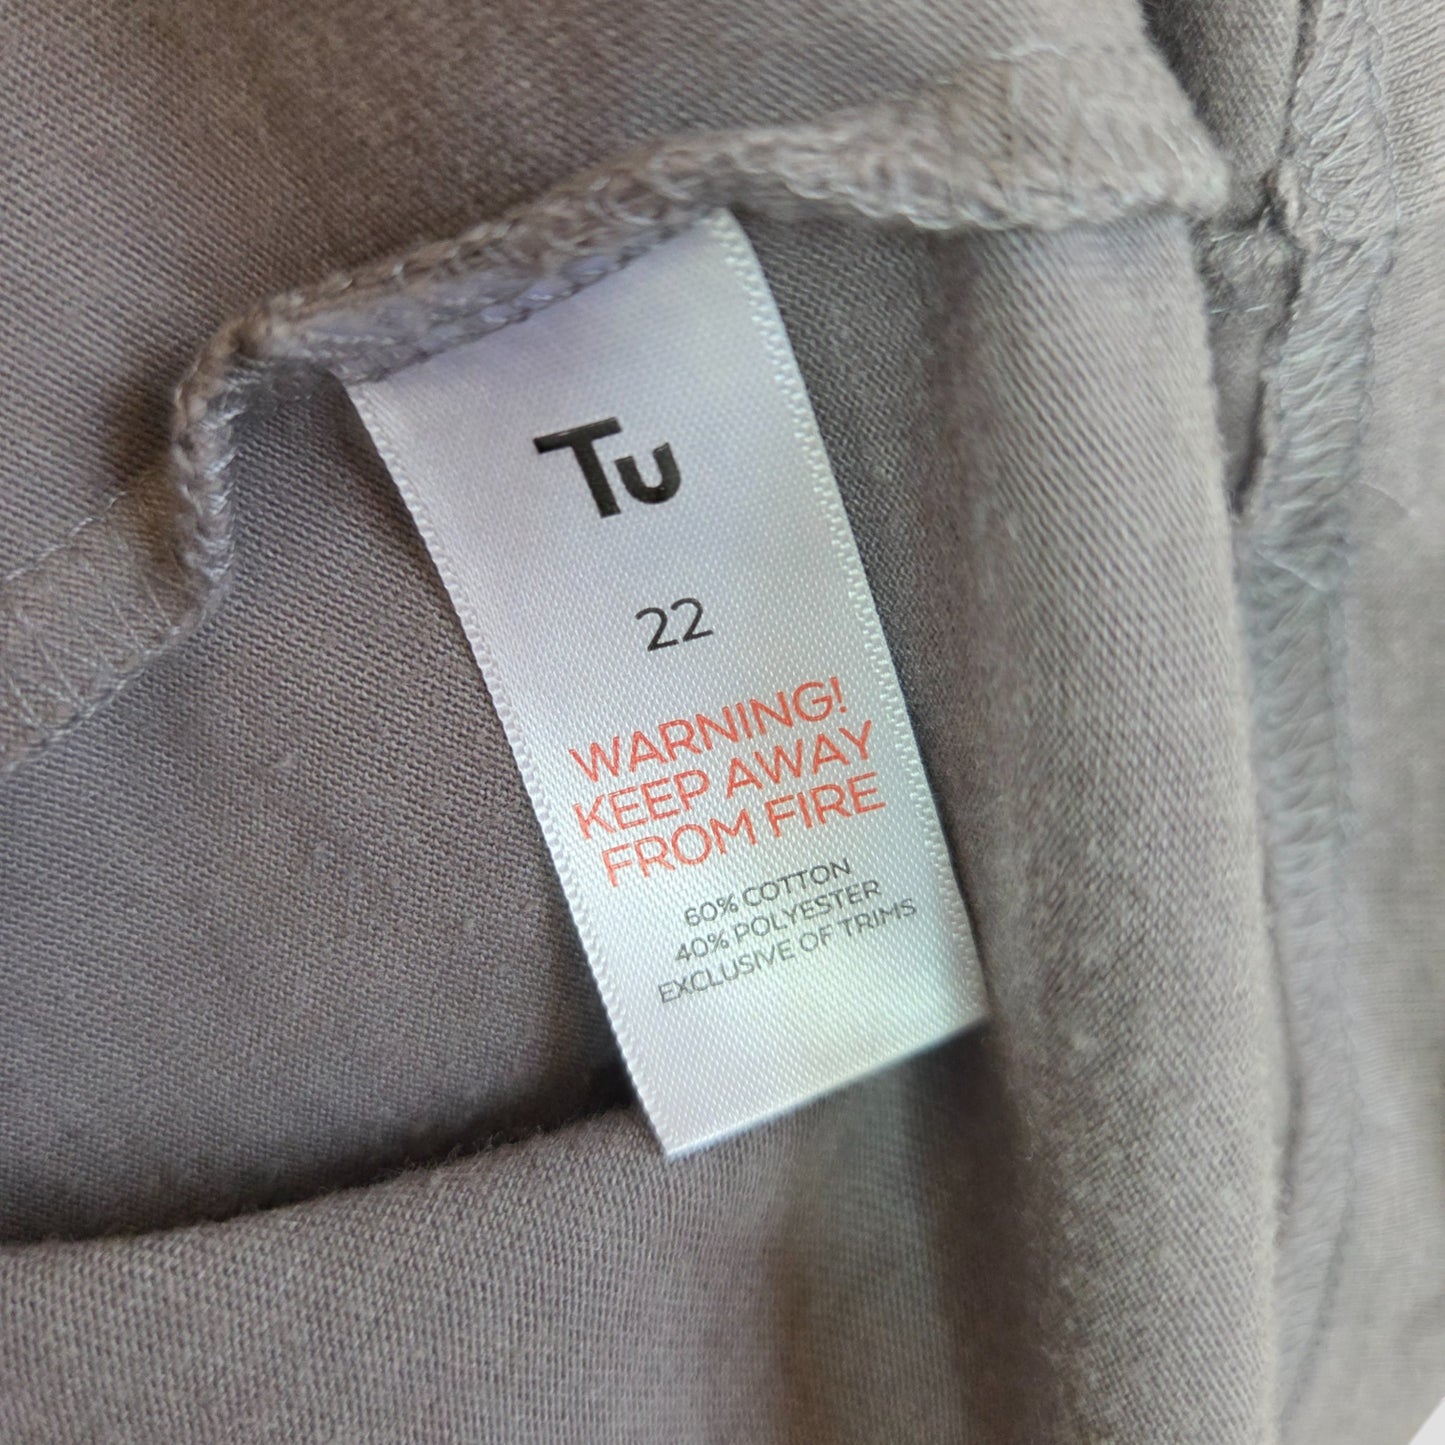 Tu
22
WARNING!
KEEP AWAY
FROM FIRE
60% COTTON
40% POLYESTER
EXCLUSIVE OF TRIMS